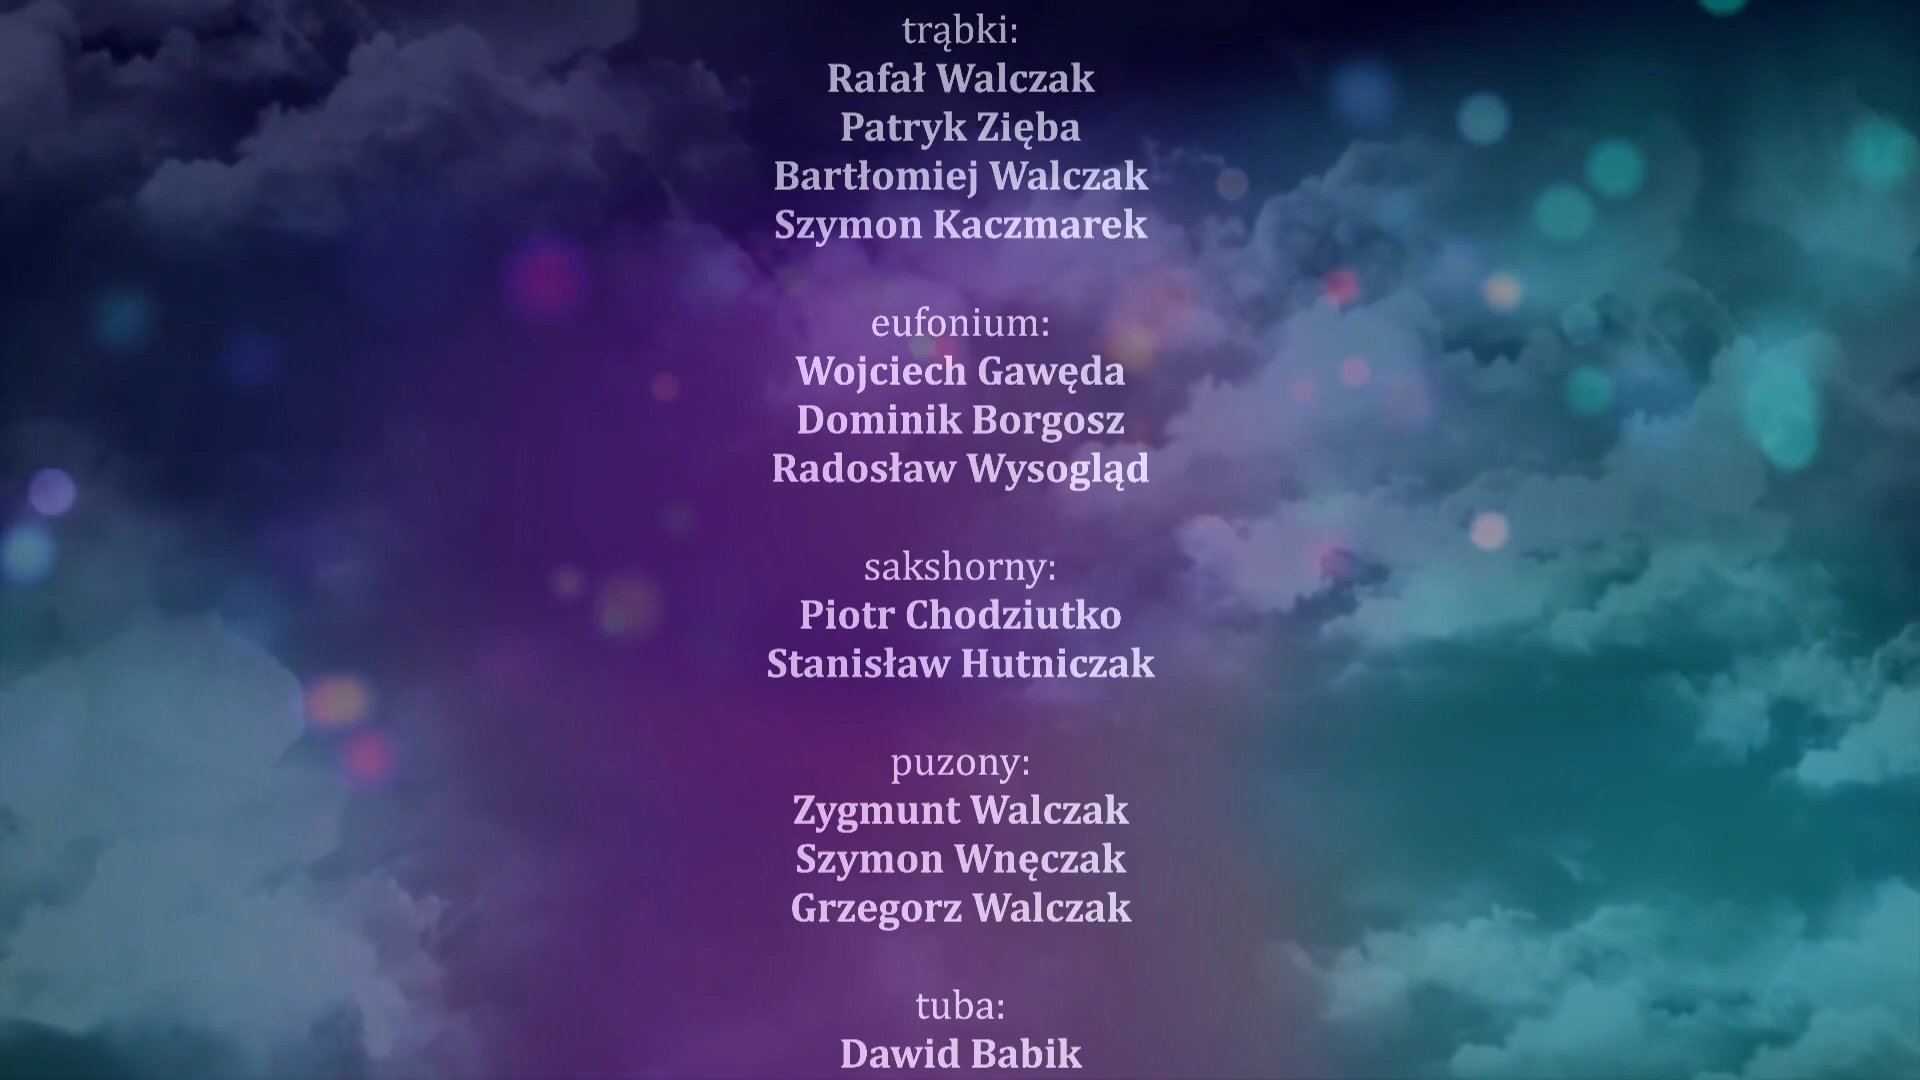 trąbki:
Rafał Walczak
Patryk Zięba
Bartłomiej Walczak
Szymon Kaczmarek
eufonium:
Wojciech Gawęda
Dominik Borgosz
Radosław Wysogląd
sakshorny:
Piotr Chodziutko
Stanisław Hutniczak
puzony:
Zygmunt Walczak
Szymon Wnęczak
Grzegorz Walczak
tuba:
Dawid Babik